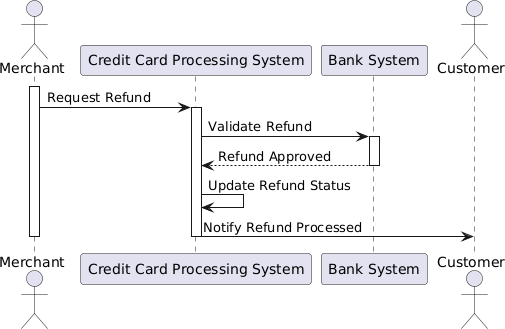 Merchant
Credit Card Processing System
Bank System
Customer
Request Refund
Validate Refund
Refund Approved
Update Refund Status
Notify Refund Processed
Merchant
Credit Card Processing System
Bank System
Customer